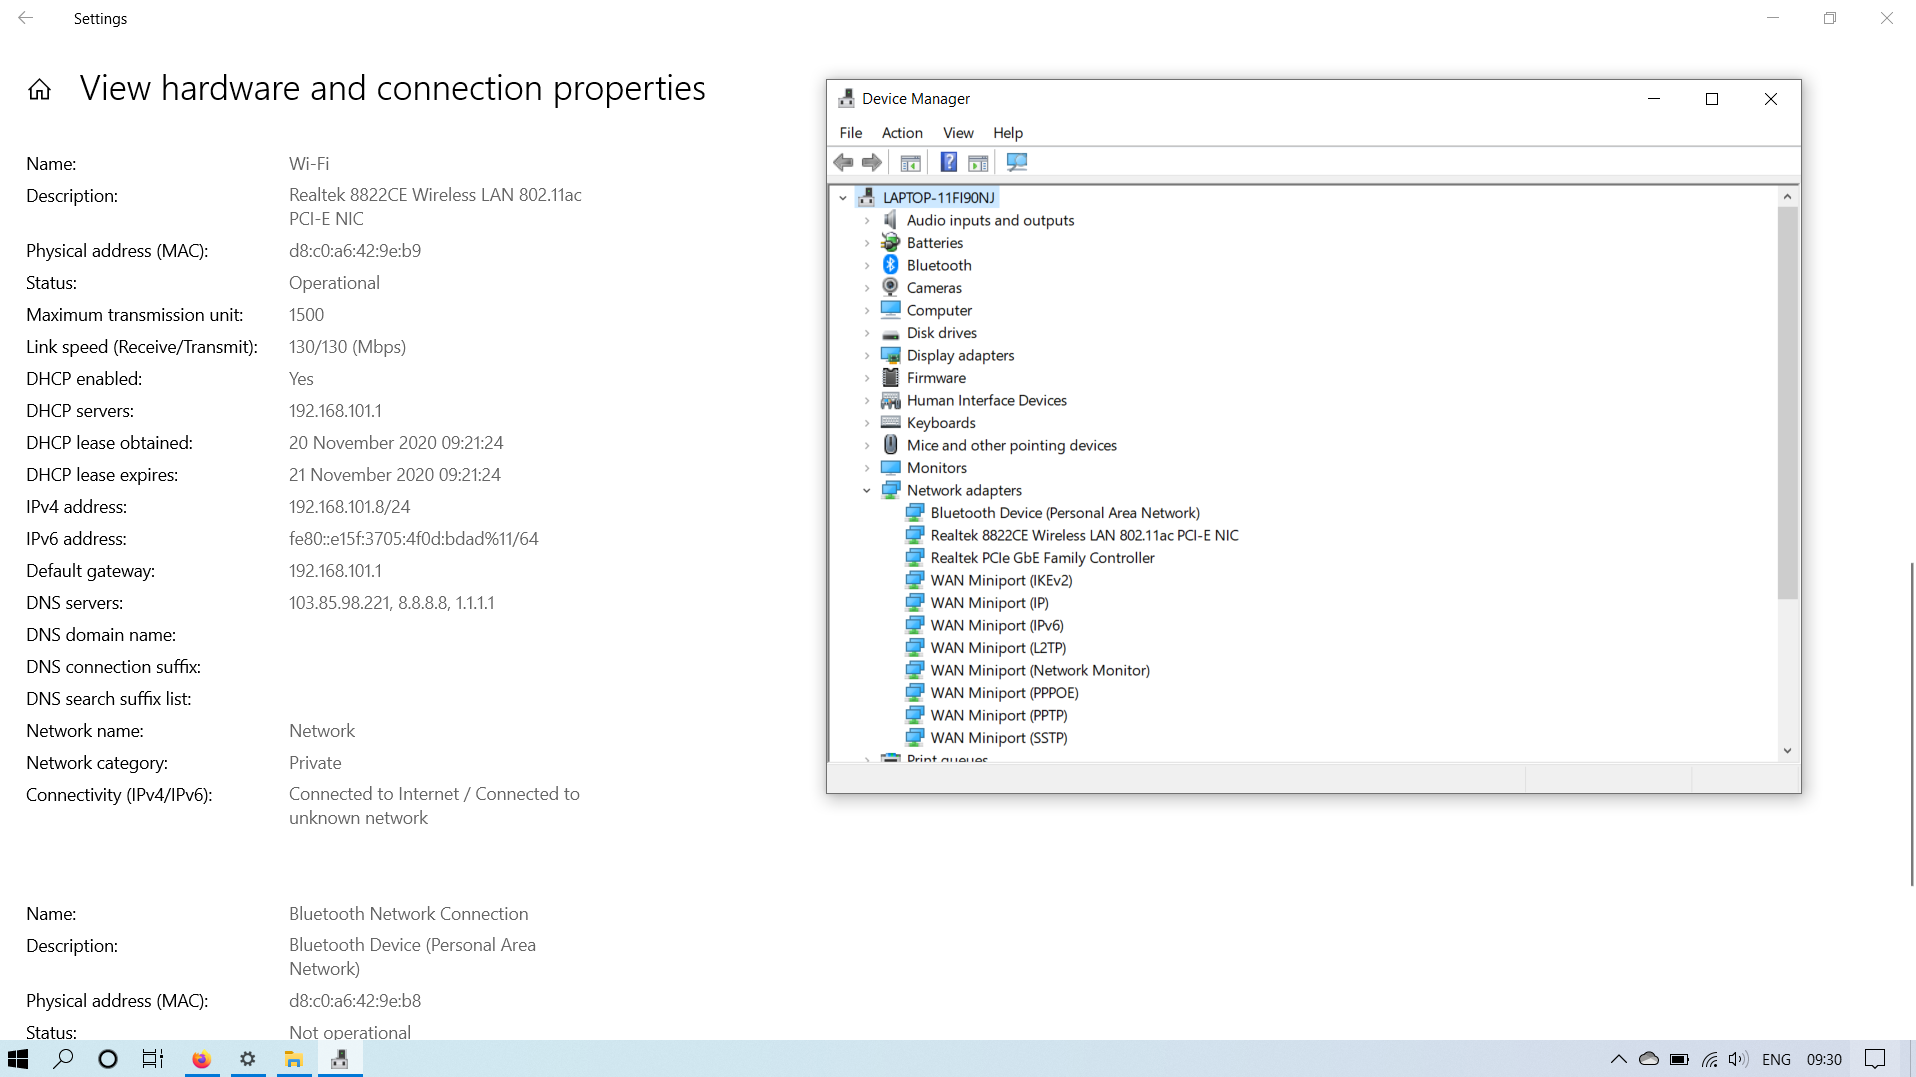 Settings
View hardware and connection properties
Name: Wi-Fi
Description: Realtek 8822CE Wireless LAN 802.11ac
PCI-E NIC
Physical address (MAC): d8:c0:a6:42:9e:b9
Status: Operational
Maximum transmission unit: 1500
Link speed (Receive/Transmit): 130/130 (Mbps)
DHCP enabled: Yes
DHCP servers: 192.168.101.1
DHCP lease obtained: 20 November 2020 09:21:24
DHCP lease expires: 21 November 2020 09:21:24
IPv4 address: 192.168.101.8/24
IPv6 address: fe80::e15f:3705:4f0d:bdad%11/64
Default gateway: 192.168.101.1
DNS servers: 103.85.98.221, 8.8.8.8, 1.1.1.1
DNS domain name:
DNS connection suffix:
DNS search suffix list:
Network name: Network
Network category: Private
Connectivity (IPv4/IPv6): Connected to Internet / Connected to
unknown network
Name: Bluetooth Network Connection
Description: Bluetooth Device (Personal Area
Network)
Physical address (MAC): d8:c0:a6:42:9e:b8
Status: Not operational
Device Manager
File Action View Help
LAPTOP-11FI90NJ
Audio inputs and outputs
Batteries
Bluetooth
Cameras
Computer
Disk drives
Display adapters
Firmware
Human Interface Devices
Keyboards
Mice and other pointing devices
Monitors
Network adapters
Bluetooth Device (Personal Area Network)
Realtek 8822CE Wireless LAN 802.11ac PCI-E NIC
Realtek PCIe GbE Family Controller
WAN Miniport (IKEv2)
WAN Miniport (IP)
WAN Miniport (IPv6)
WAN Miniport (L2TP)
WAN Miniport (Network Monitor)
WAN Miniport (PPPOE)
WAN Miniport (PPTP)
WAN Miniport (SSTP)
Print queues
ENG 09:30